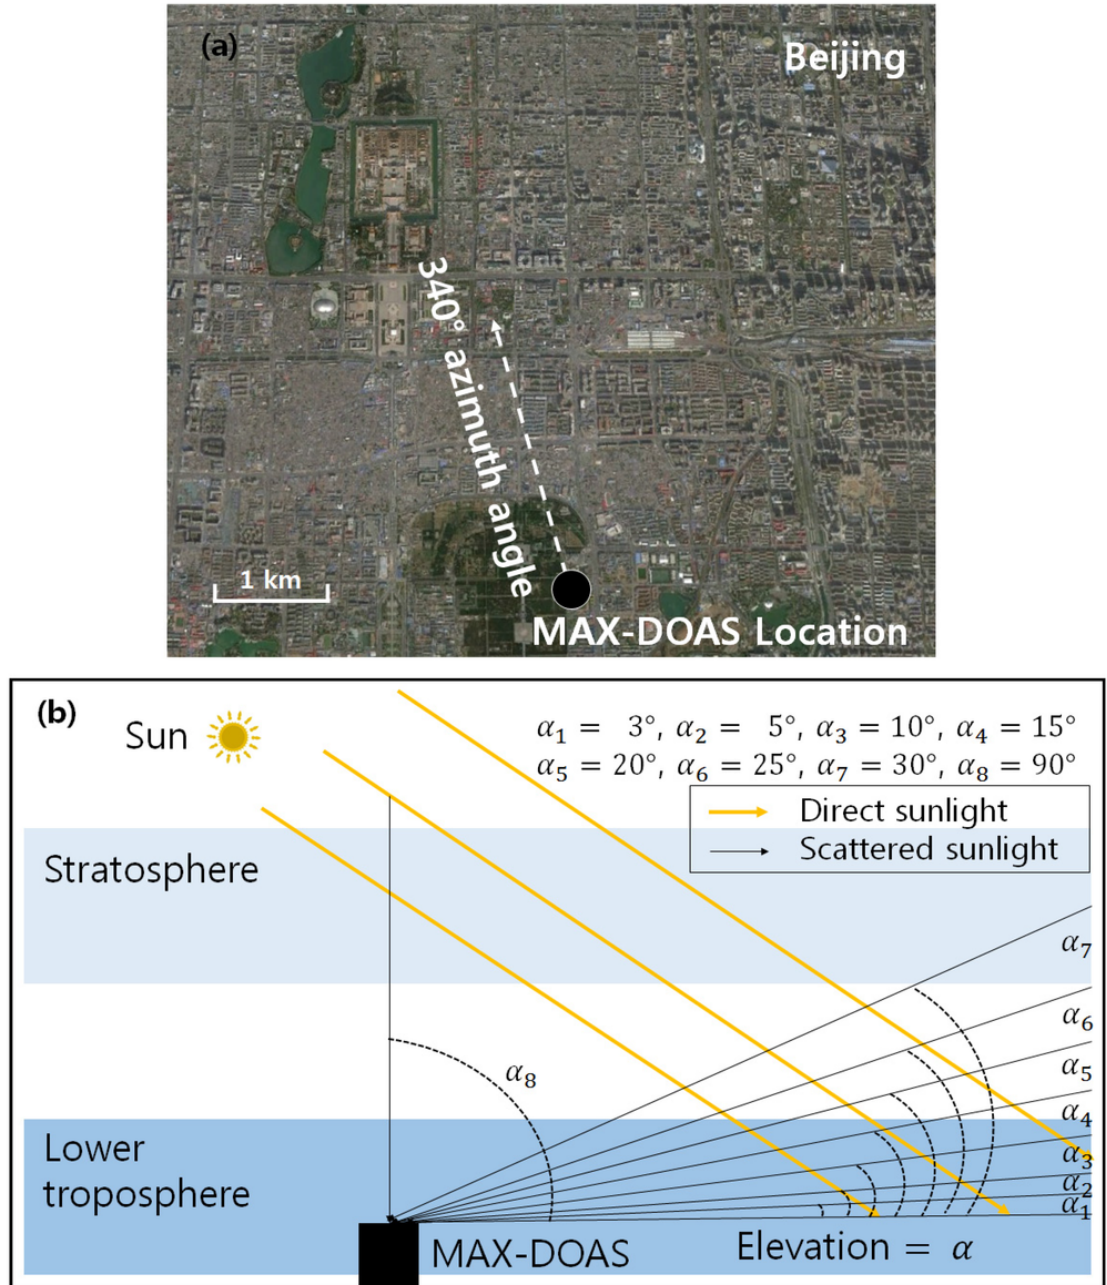 (a)
Beijing
340° azimuth angle
1 km
MAX-DOAS Location
(b)
Sun
α₁ = 3°, α₂ = 5°, α₃ = 10°, α₄ = 15°
α₅ = 20°, α₆ = 25°, α₇ = 30°, α₈ = 90°
Direct sunlight
Scattered sunlight
Stratosphere
α₇
α₆
α₅
α₈
α₄
Lower
troposphere
α₃
α₂
α₁
MAX-DOAS
Elevation = α